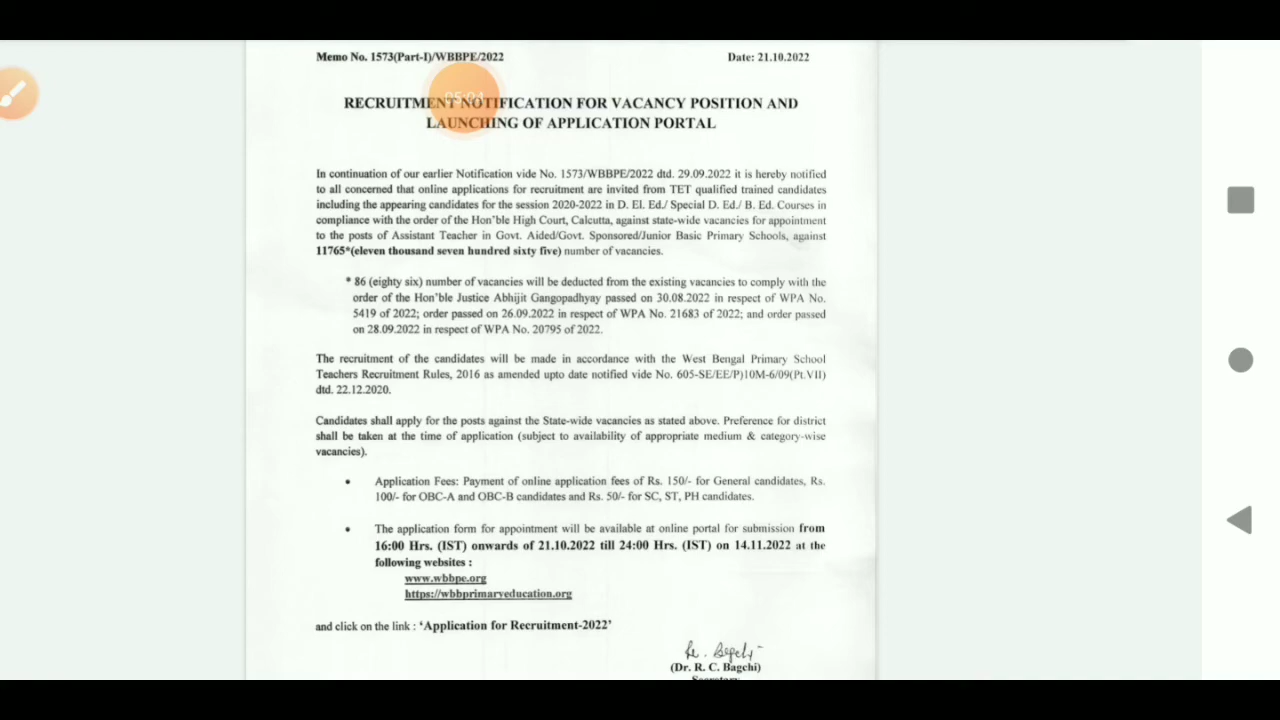 Memo No. 1573(Part-I)/WBBPE/2022 Date: 21.10.2022
05:04
RECRUITMENT NOTIFICATION FOR VACANCY POSITION AND
LAUNCHING OF APPLICATION PORTAL
In continuation of our earlier Notification vide No. 1573/WBBPE/2022 dtd. 29.09.2022 it is hereby notified
to all concerned that online applications for recruitment are invited from TET qualified trained candidates
including the appearing candidates for the session 2020-2022 in D. El. Ed./ Special D. Ed./ B. Ed. Courses in
compliance with the order of the Hon'ble High Court, Calcutta, against state-wide vacancies for appointment
to the posts of Assistant Teacher in Govt. Aided/Govt. Sponsored/Junior Basic Primary Schools, against
11765*(eleven thousand seven hundred sixty five) number of vacancies.
* 86 (eighty six) number of vacancies will be deducted from the existing vacancies to comply with the
order of the Hon'ble Justice Abhijit Gangopadhyay passed on 30.08.2022 in respect of WPA No.
5419 of 2022; order passed on 26.09.2022 in respect of WPA No. 21683 of 2022; and order passed
on 28.09.2022 in respect of WPA No. 20795 of 2022.
The recruitment of the candidates will be made in accordance with the West Bengal Primary School
Teachers Recruitment Rules, 2016 as amended upto date notified vide No. 605-SE/EE/P)10M-6/09(Pt.VII)
dtd. 22.12.2020.
Candidates shall apply for the posts against the State-wide vacancies as stated above. Preference for district
shall be taken at the time of application (subject to availability of appropriate medium & category-wise
vacancies).
• Application Fees: Payment of online application fees of Rs. 150/- for General candidates, Rs.
100/- for OBC-A and OBC-B candidates and Rs. 50/- for SC, ST, PH candidates.
• The application form for appointment will be available at online portal for submission from
16:00 Hrs. (IST) onwards of 21.10.2022 till 24:00 Hrs. (IST) on 14.11.2022 at the
following websites :
www.wbbpe.org
https://wbbprimaryeducation.org
and click on the link : 'Application for Recruitment-2022'
R. C. Bagchi
(Dr. R. C. Bagchi)
Secretary